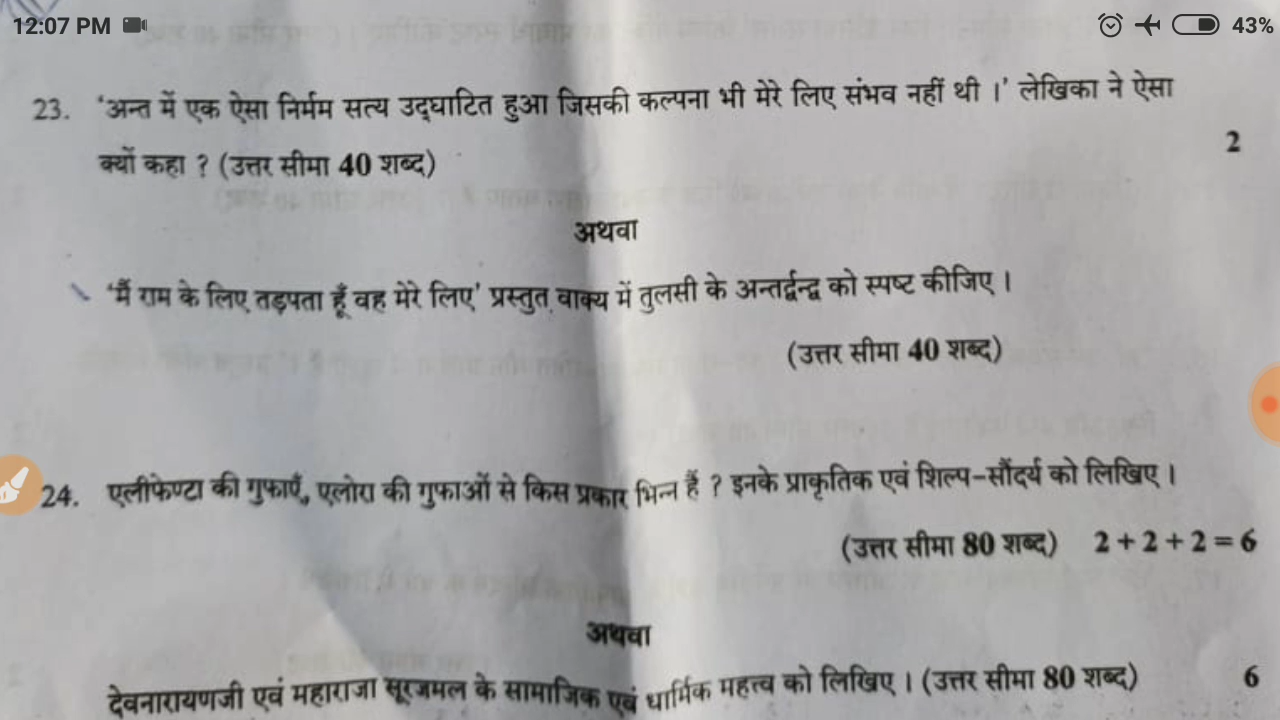 12:07 PM 43%
23. 'अन्त में एक ऐसा निर्मम सत्य उद्घाटित हुआ जिसकी कल्पना भी मेरे लिए संभव नहीं थी ।' लेखिका ने ऐसा
क्यों कहा ? (उत्तर सीमा 40 शब्द) 2
अथवा
'मैं राम के लिए तड़पता हूँ वह मेरे लिए' प्रस्तुत वाक्य में तुलसी के अन्तर्द्वन्द्व को स्पष्ट कीजिए ।
(उत्तर सीमा 40 शब्द)
24. एलीफेण्टा की गुफाएँ, एलोरा की गुफाओं से किस प्रकार भिन्न हैं ? इनके प्राकृतिक एवं शिल्प-सौंदर्य को लिखिए ।
(उत्तर सीमा 80 शब्द) 2 + 2 + 2 = 6
अथवा
देवनारायणजी एवं महाराजा सूरजमल के सामाजिक एवं धार्मिक महत्व को लिखिए । (उत्तर सीमा 80 शब्द) 6